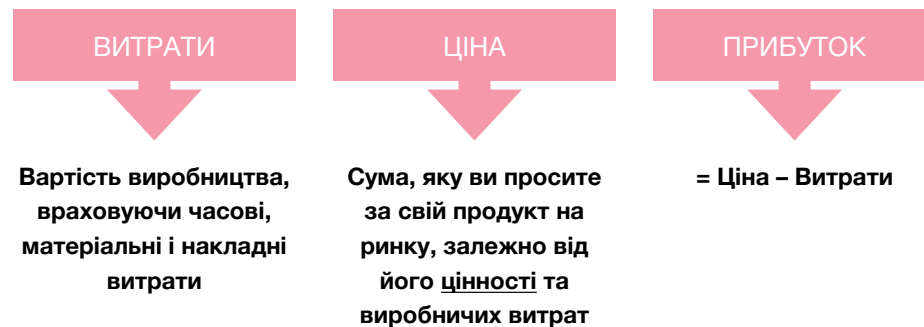 ВИТРАТИ
Вартість виробництва,
враховуючи часові,
матеріальні і накладні
витрати
ЦІНА
Сума, яку ви просите
за свій продукт на
ринку, залежно від
його цінності та
виробничих витрат
ПРИБУТОК
= Ціна – Витрати